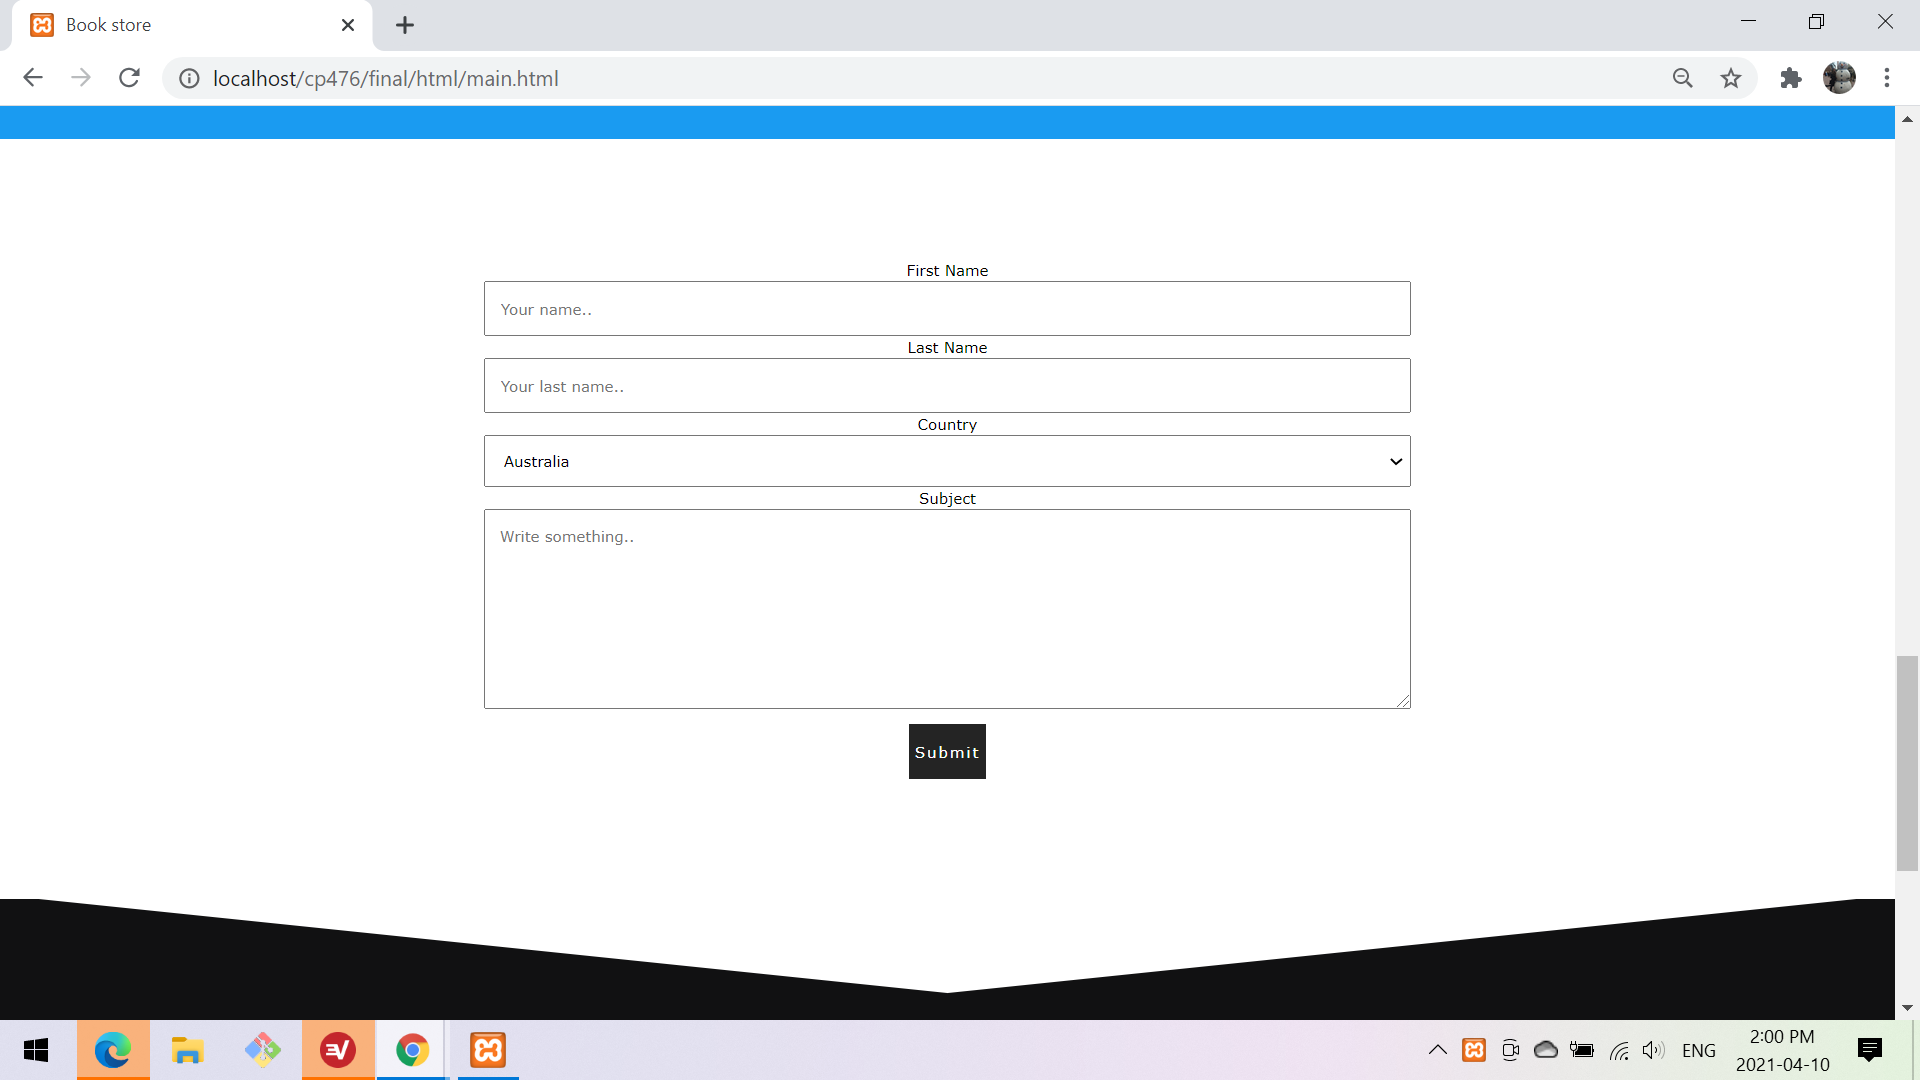 Book store
localhost/cp476/final/html/main.html
First Name
Your name..
Last Name
Your last name..
Country
Australia
Subject
Write something..
Submit
ENG
2:00 PM
2021-04-10